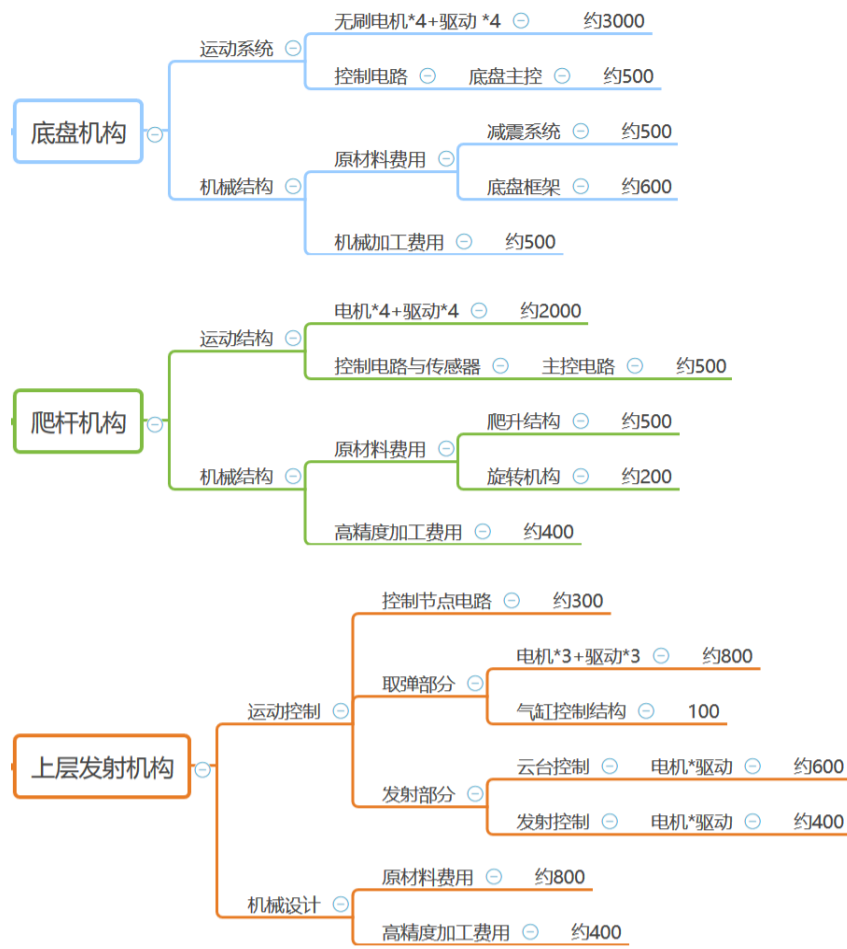 底盘机构
运动系统
无刷电机*4+驱动 *4 约3000
控制电路 底盘主控 约500
机械结构
原材料费用
减震系统 约500
底盘框架 约600
机械加工费用 约500
爬杆机构
运动结构
电机*4+驱动*4 约2000
控制电路与传感器 主控电路 约500
机械结构
原材料费用
爬升结构 约500
旋转机构 约200
高精度加工费用 约400
上层发射机构
运动控制
控制节点电路 约300
取弹部分
电机*3+驱动*3 约800
气缸控制结构 100
发射部分
云台控制 电机*驱动 约600
发射控制 电机*驱动 约400
机械设计
原材料费用 约800
高精度加工费用 约400